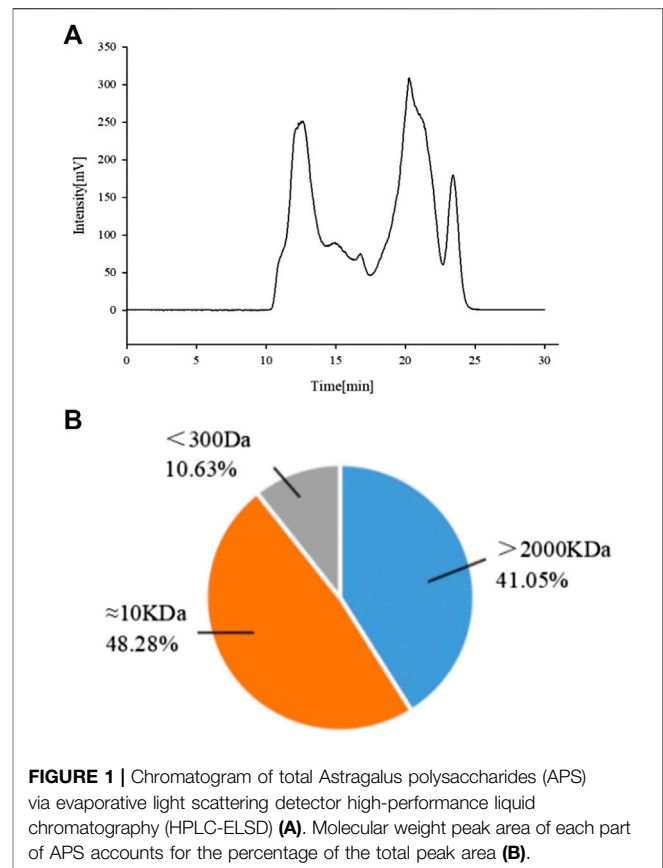 A
350
300
250
200
150
100
50
0
Intensity[mV]
0 5 10 15 20 25 30
Time[min]
B
<300Da
10.63%
>2000KDa
41.05%
≈10KDa
48.28%
FIGURE 1 | Chromatogram of total Astragalus polysaccharides (APS)
via evaporative light scattering detector high-performance liquid
chromatography (HPLC-ELSD) (A). Molecular weight peak area of each part
of APS accounts for the percentage of the total peak area (B).